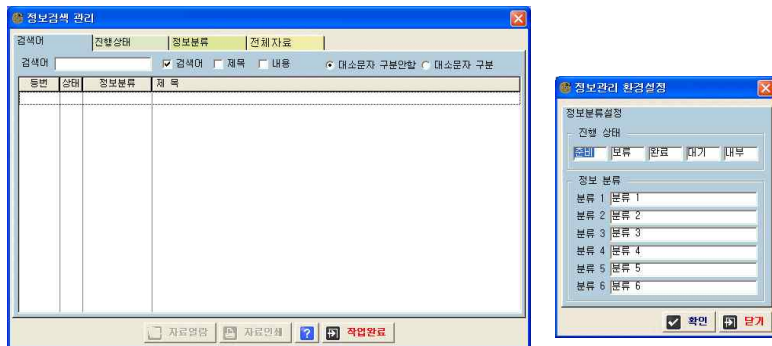 정보검색 관리
검색어 진행상태 정보분류 전체자료
검색어 검색어 제목 내용 대소문자 구분안함 대소문자 구분
등번 상태 정보분류 제 목
자료열람 자료인쇄 ? 작업완료
정보관리 환경설정
정보분류설정
진행 상태
준비 보류 완료 대기 내부
정보 분류
분류 1 분류 1
분류 2 분류 2
분류 3 분류 3
분류 4 분류 4
분류 5 분류 5
분류 6 분류 6
확인 닫기